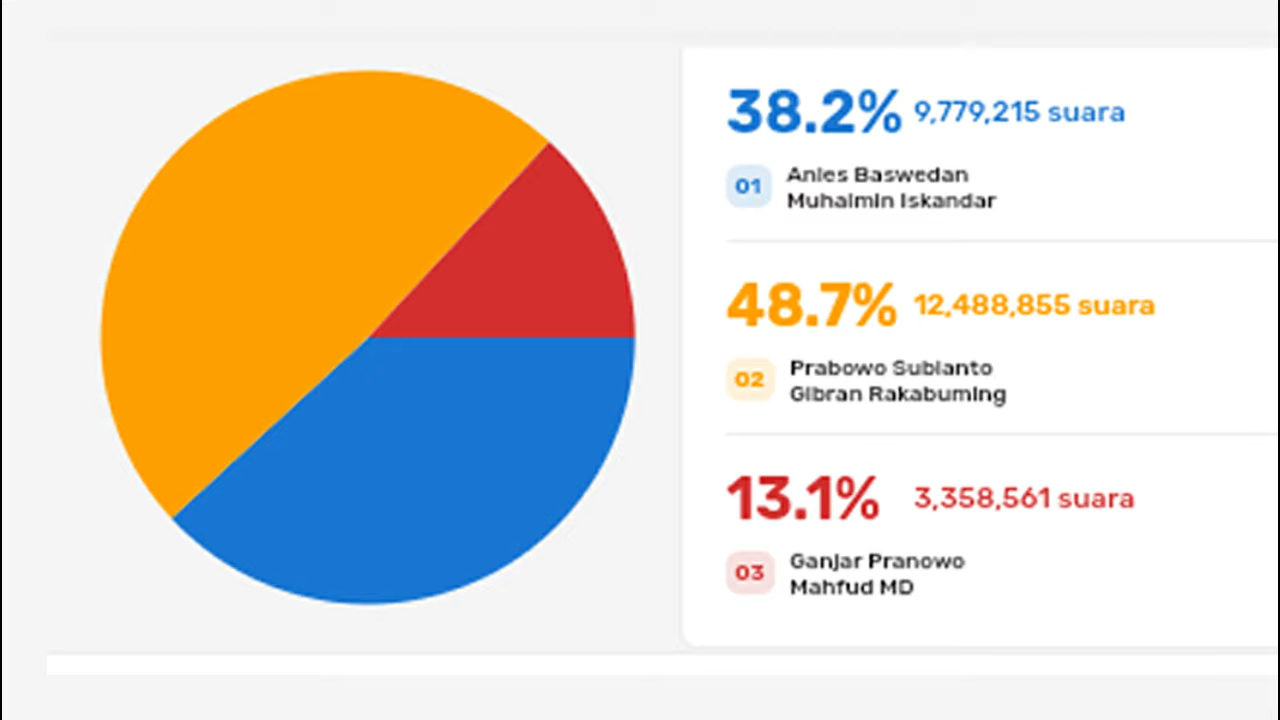 38.2% 9,779,215 suara
01 Anies Baswedan
Muhaimin Iskandar
48.7% 12,488,855 suara
02 Prabowo Subianto
Gibran Rakabuming
13.1% 3,358,561 suara
03 Ganjar Pranowo
Mahfud MD